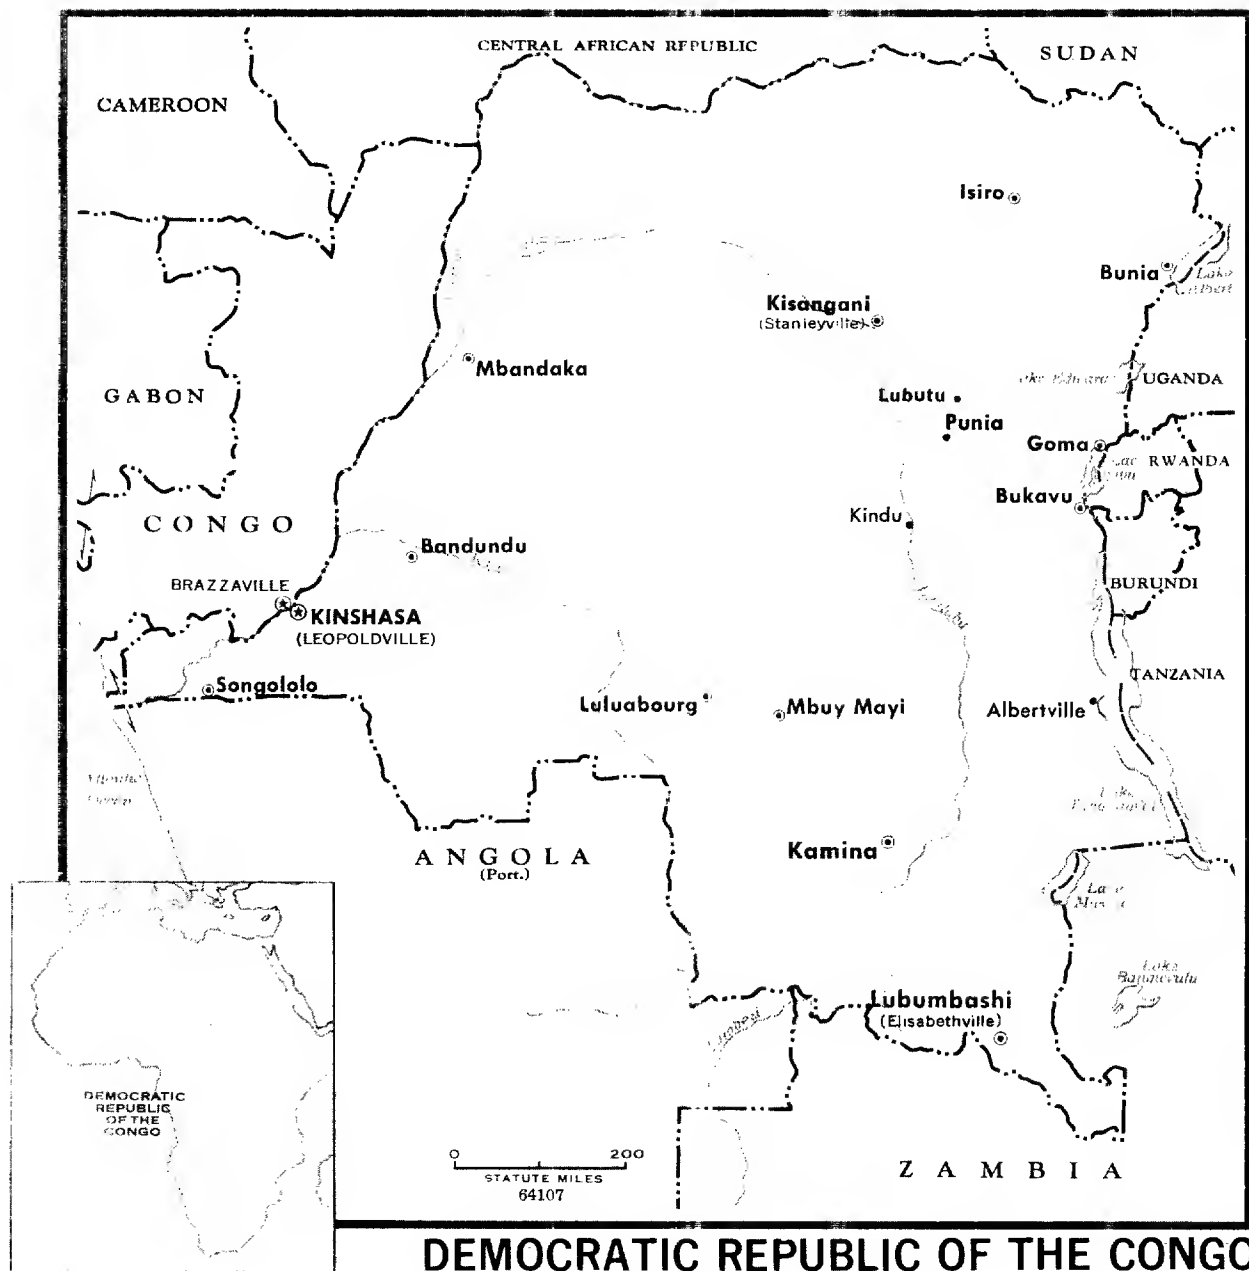 CENTRAL AFRICAN REPUBLIC
SUDAN
CAMEROON
Isiro
Bunia
Lake
Kisangani
(Stanleyville)
Mbandaka
UGANDA
GABON
Lubutu
Punia
Goma
RWANDA
Bukavu
CONGO
Kindu
Bandundu
BRAZZAVILLE
BURUNDI
KINSHASA
(LEOPOLDVILLE)
TANZANIA
Songololo
Luluabourg
Mbuy Mayi
Albertville
Kamina
ANGOLA
(Port.)
Lake
Lubumbashi
(Elisabethville)
DEMOCRATIC
REPUBLIC
OF THE
CONGO
0 200
STATUTE MILES
64107
ZAMBIA
DEMOCRATIC REPUBLIC OF THE CONGO